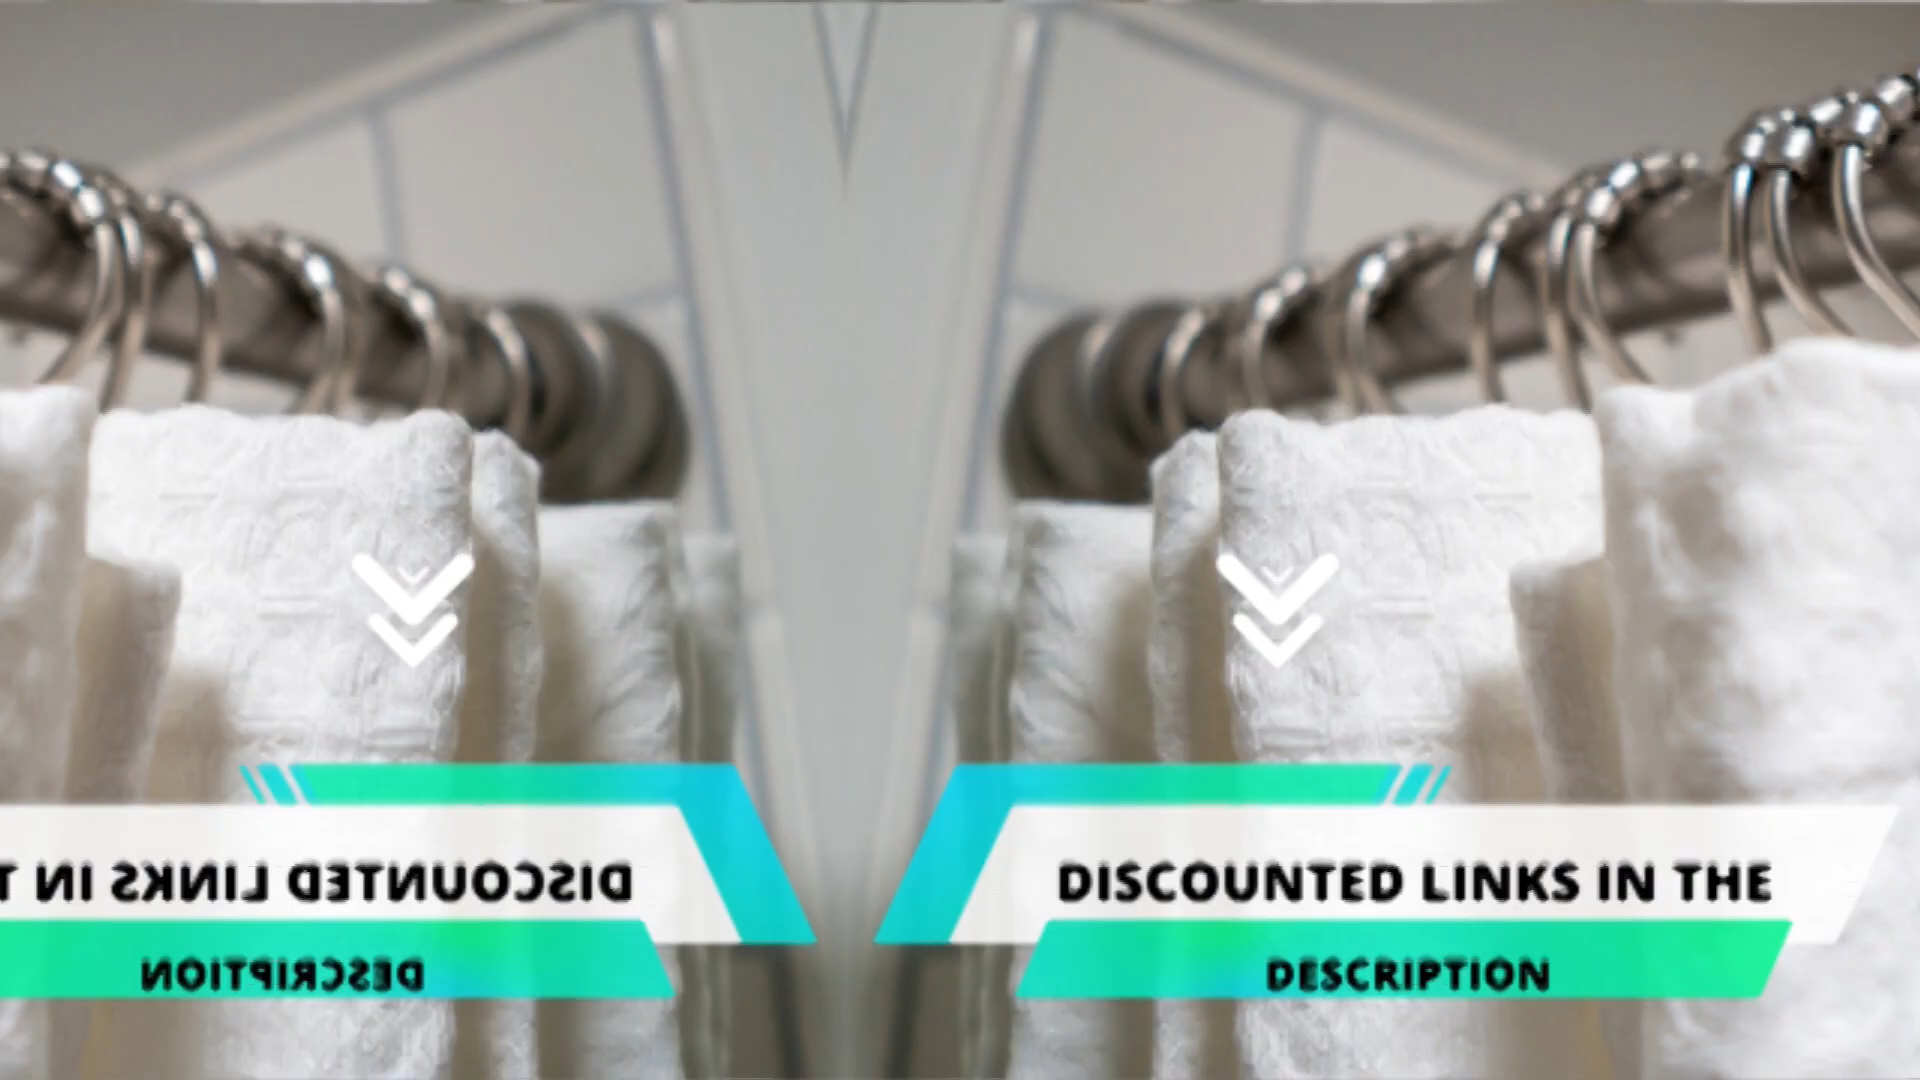 DISCOUNTED LINKS IN THE
DESCRIPTION
DISCOUNTED LINKS IN T
DESCRIPTION